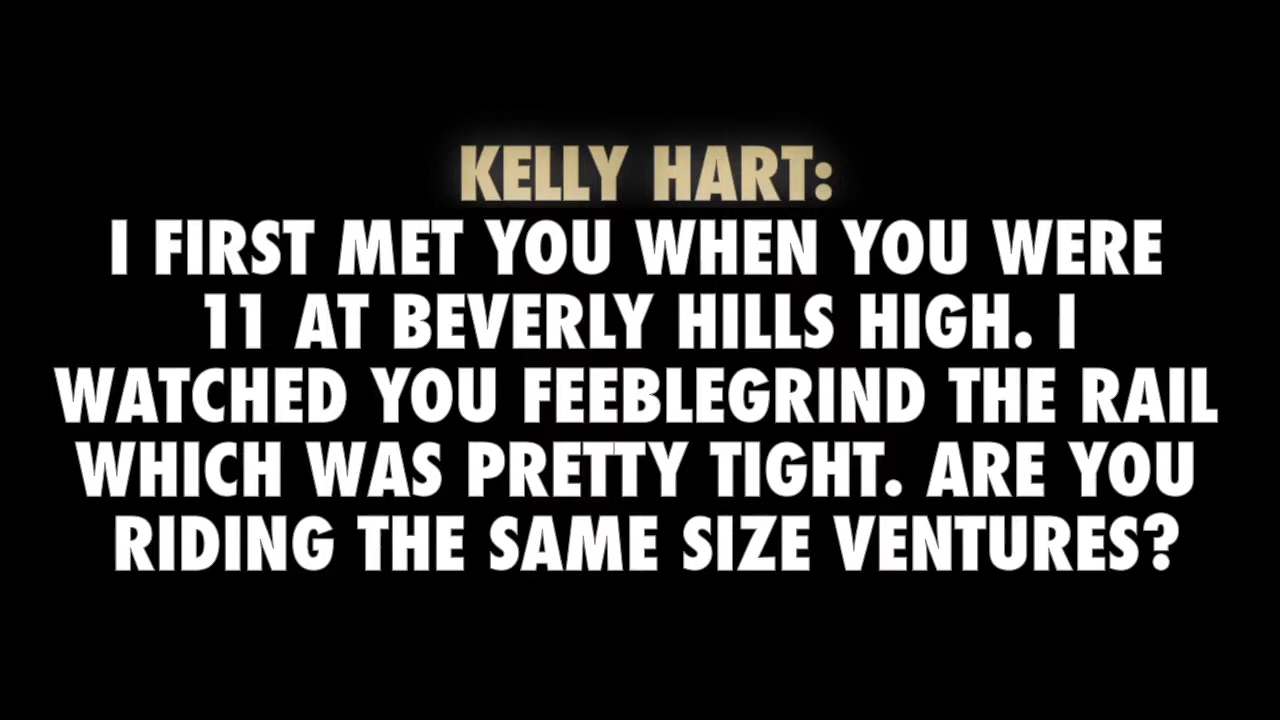 KELLY HART:
I FIRST MET YOU WHEN YOU WERE
11 AT BEVERLY HILLS HIGH. I
WATCHED YOU FEEBLEGRIND THE RAIL
WHICH WAS PRETTY TIGHT. ARE YOU
RIDING THE SAME SIZE VENTURES?